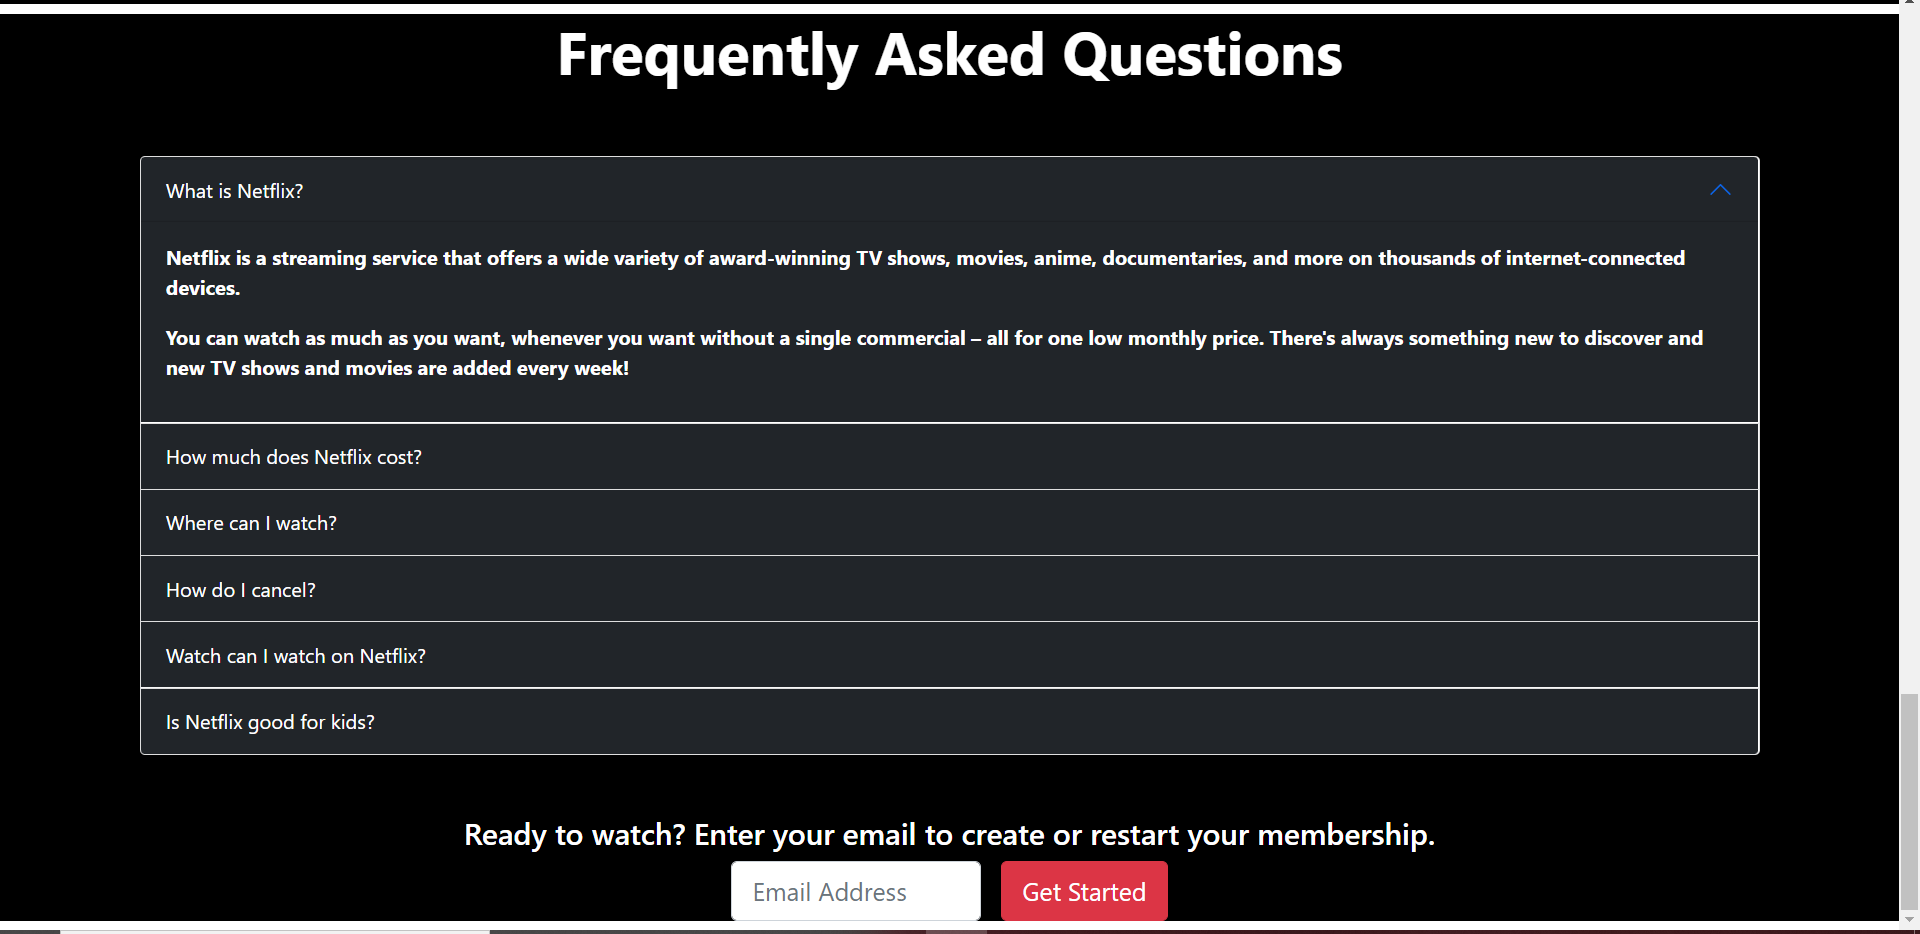 Frequently Asked Questions
What is Netflix?
Netflix is a streaming service that offers a wide variety of award-winning TV shows, movies, anime, documentaries, and more on thousands of internet-connected
devices.
You can watch as much as you want, whenever you want without a single commercial – all for one low monthly price. There's always something new to discover and
new TV shows and movies are added every week!
How much does Netflix cost?
Where can I watch?
How do I cancel?
Watch can I watch on Netflix?
Is Netflix good for kids?
Ready to watch? Enter your email to create or restart your membership.
Email Address
Get Started